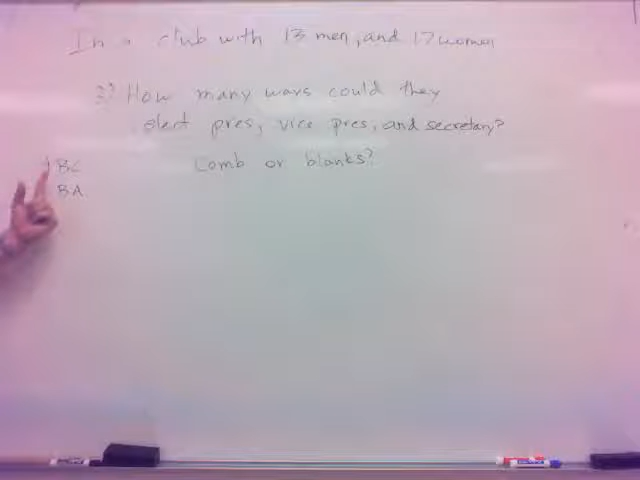 In a club with 13 men, and 17 women
How many ways could they
elect pres, vice pres, and secretary?
Comb or blanks?
BC
BA